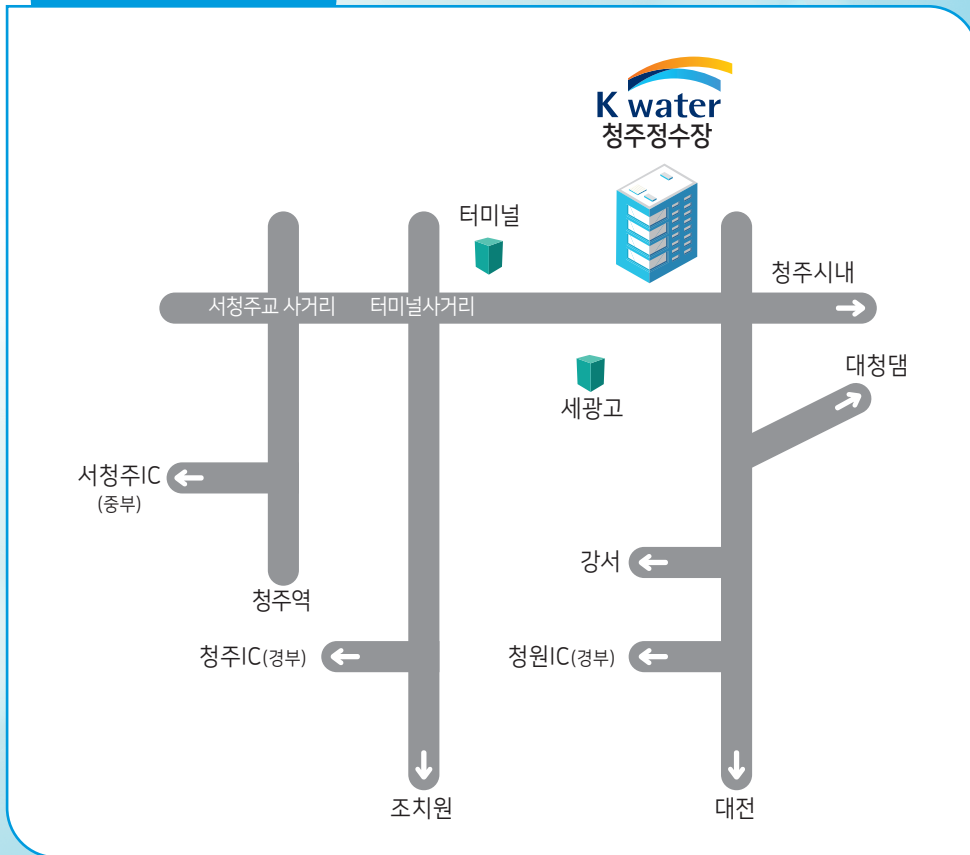 K water
청주정수장
터미널
청주시내
서청주교 사거리
터미널사거리
대청댐
세광고
서청주IC
(중부)
강서
청주역
청주IC(경부)
청원IC(경부)
조치원
대전